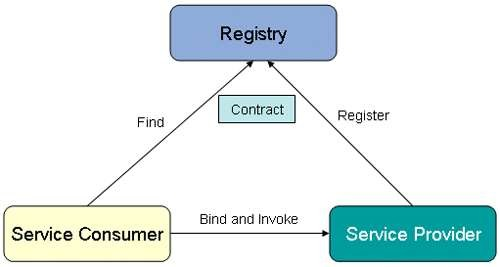 Registry
Contract
Find
Register
Bind and Invoke
Service Consumer
Service Provider